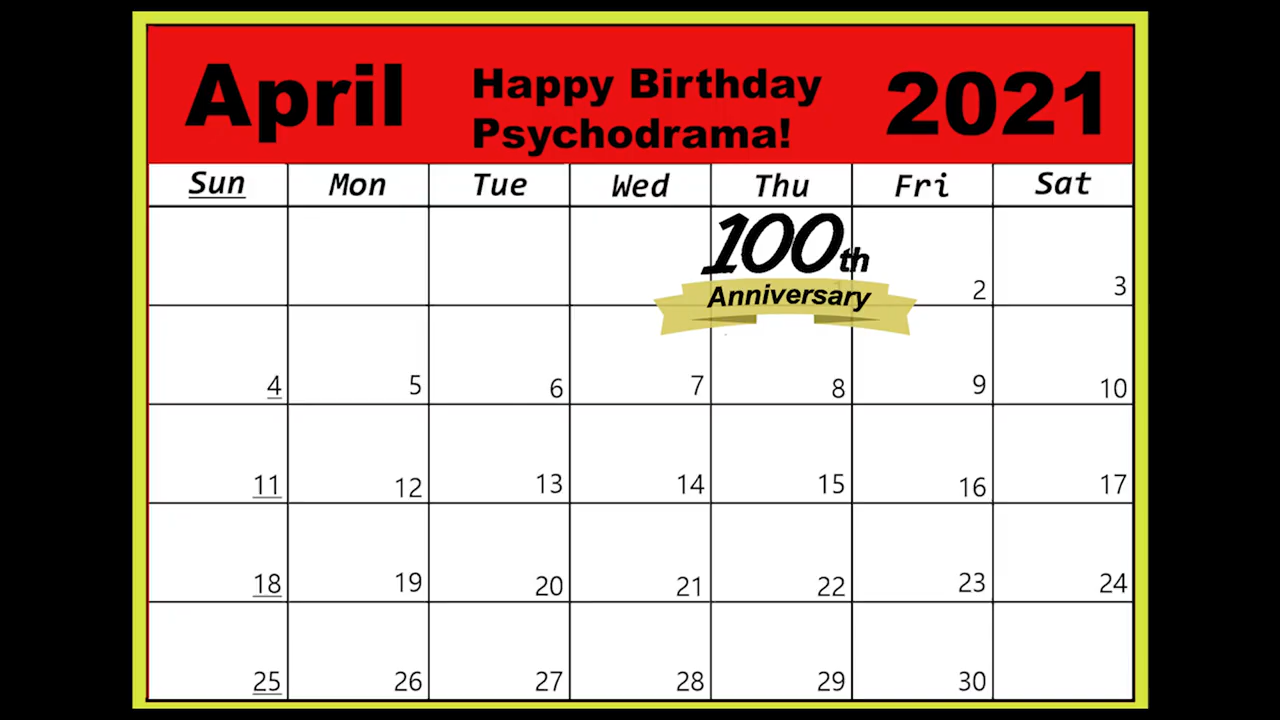 April Happy Birthday 2021
Psychodrama!
Sun Mon Tue Wed Thu Fri Sat
100th
Anniversary
1 2 3
4 5 6 7 8 9 10
11 12 13 14 15 16 17
18 19 20 21 22 23 24
25 26 27 28 29 30